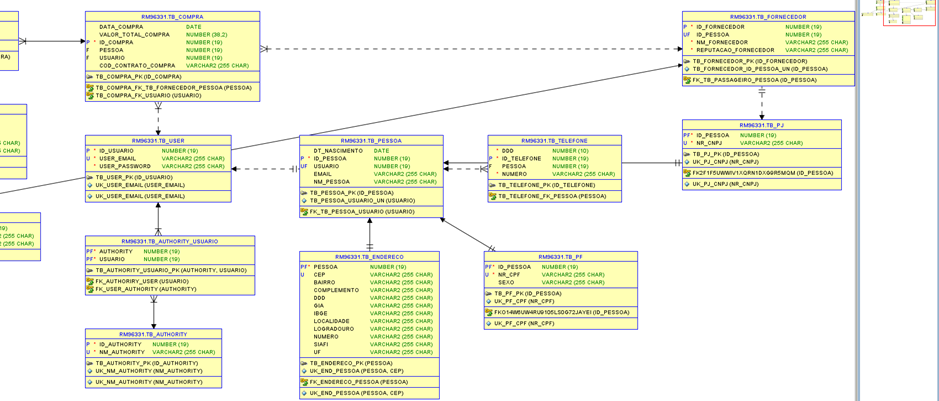 RM96331.TB_COMPRA
DATA_COMPRA DATE
VALOR_TOTAL_COMPRA NUMBER (38,2)
P * ID_COMPRA NUMBER (19)
F PESSOA NUMBER (19)
F USUARIO NUMBER (19)
COD_CONTRATO_COMPRA VARCHAR2 (255 CHAR)
TB_COMPRA_PK (ID_COMPRA)
TB_COMPRA_FK_TB_FORNECEDOR_PESSOA (PESSOA)
TB_COMPRA_FK_USUARIO (USUARIO)
RM96331.TB_FORNECEDOR
P * ID_FORNECEDOR NUMBER (19)
UF ID_PESSOA NUMBER (19)
* NM_FORNECEDOR VARCHAR2 (255 CHAR)
* REPUTACAO_FORNECEDOR VARCHAR2 (255 CHAR)
TB_FORNECEDOR_PK (ID_FORNECEDOR)
TB_FORNECEDOR_ID_PESSOA_UN (ID_PESSOA)
FK_TB_PASSAGEIRO_PESSOA (ID_PESSOA)
RM96331.TB_USER
P * ID_USUARIO NUMBER (19)
U * USER_EMAIL VARCHAR2 (255 CHAR)
* USER_PASSWORD VARCHAR2 (255 CHAR)
TB_USER_PK (ID_USUARIO)
UK_USER_EMAIL (USER_EMAIL)
UK_USER_EMAIL (USER_EMAIL)
RM96331.TB_PESSOA
DT_NASCIMENTO DATE
P * ID_PESSOA NUMBER (19)
UF USUARIO NUMBER (19)
EMAIL VARCHAR2 (255 CHAR)
NM_PESSOA VARCHAR2 (255 CHAR)
TB_PESSOA_PK (ID_PESSOA)
TB_PESSOA_USUARIO_UN (USUARIO)
FK_TB_PESSOA_USUARIO (USUARIO)
RM96331.TB_TELEFONE
* DDD NUMBER (10)
P * ID_TELEFONE NUMBER (19)
F PESSOA NUMBER (19)
* NUMERO VARCHAR2 (255 CHAR)
TB_TELEFONE_PK (ID_TELEFONE)
TB_TELEFONE_FK_PESSOA (PESSOA)
RM96331.TB_PJ
PF* ID_PESSOA NUMBER (19)
U * NR_CNPJ VARCHAR2 (255 CHAR)
TB_PJ_PK (ID_PESSOA)
UK_PJ_CNPJ (NR_CNPJ)
(ID_PESSOA)
UK_PJ_CNPJ (NR_CNPJ)
RM96331.TB_AUTHORITY_USUARIO
PF* AUTHORITY NUMBER (19)
PF* USUARIO NUMBER (19)
TB_AUTHORITY_USUARIO_PK (AUTHORITY, USUARIO)
FK_AUTHORIRY_USER (USUARIO)
FK_USER_AUTHORITY (AUTHORITY)
RM96331.TB_ENDERECO
PF* PESSOA NUMBER (19)
U CEP VARCHAR2 (255 CHAR)
BAIRRO VARCHAR2 (255 CHAR)
COMPLEMENTO VARCHAR2 (255 CHAR)
DDD VARCHAR2 (255 CHAR)
GIA VARCHAR2 (255 CHAR)
IBGE VARCHAR2 (255 CHAR)
LOCALIDADE VARCHAR2 (255 CHAR)
LOGRADOURO VARCHAR2 (255 CHAR)
NUMERO VARCHAR2 (255 CHAR)
SIAFI VARCHAR2 (255 CHAR)
UF VARCHAR2 (255 CHAR)
TB_ENDERECO_PK (PESSOA)
UK_END_PESSOA (PESSOA, CEP)
FK_ENDERECO_PESSOA (PESSOA)
UK_END_PESSOA (PESSOA, CEP)
RM96331.TB_PF
PF* ID_PESSOA NUMBER (19)
U * NR_CPF VARCHAR2 (255 CHAR)
SEXO VARCHAR2 (255 CHAR)
TB_PF_PK (ID_PESSOA)
UK_PF_CPF (NR_CPF)
(ID_PESSOA)
UK_PF_CPF (NR_CPF)
RM96331.TB_AUTHORITY
P * ID_AUTHORITY NUMBER (19)
U * NM_AUTHORITY VARCHAR2 (255 CHAR)
TB_AUTHORITY_PK (ID_AUTHORITY)
UK_NM_AUTHORITY (NM_AUTHORITY)
UK_NM_AUTHORITY (NM_AUTHORITY)